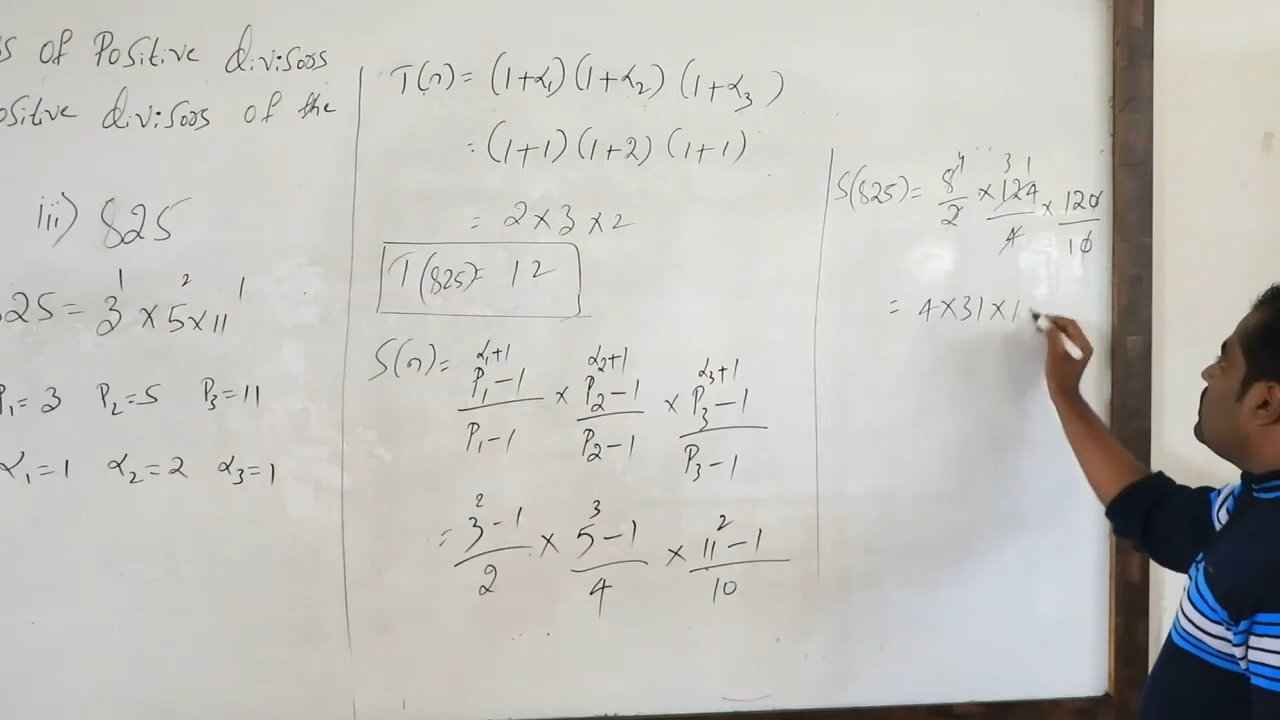 s of Positive divisors
ositive divisors of the
iii) 825
25 = 3¹ × 5² × 11¹
P₁ = 3 P₂ = 5 P₃ = 11
α₁ = 1 α₂ = 2 α₃ = 1
T(n) = (1+α₁)(1+α₂)(1+α₃)
= (1+1)(1+2)(1+1)
= 2×3×2
T(825) = 12
S(n) = P₁^(α₁+1) −1 / P₁−1 × P₂^(α₂+1) −1 / P₂−1 × P₃^(α₃+1) −1 / P₃−1
= 3² −1 / 2 × 5³ −1 / 4 × 11² −1 / 10
4 31
S(825) = 8/2 × 124/4 × 120/10
= 4×31×1